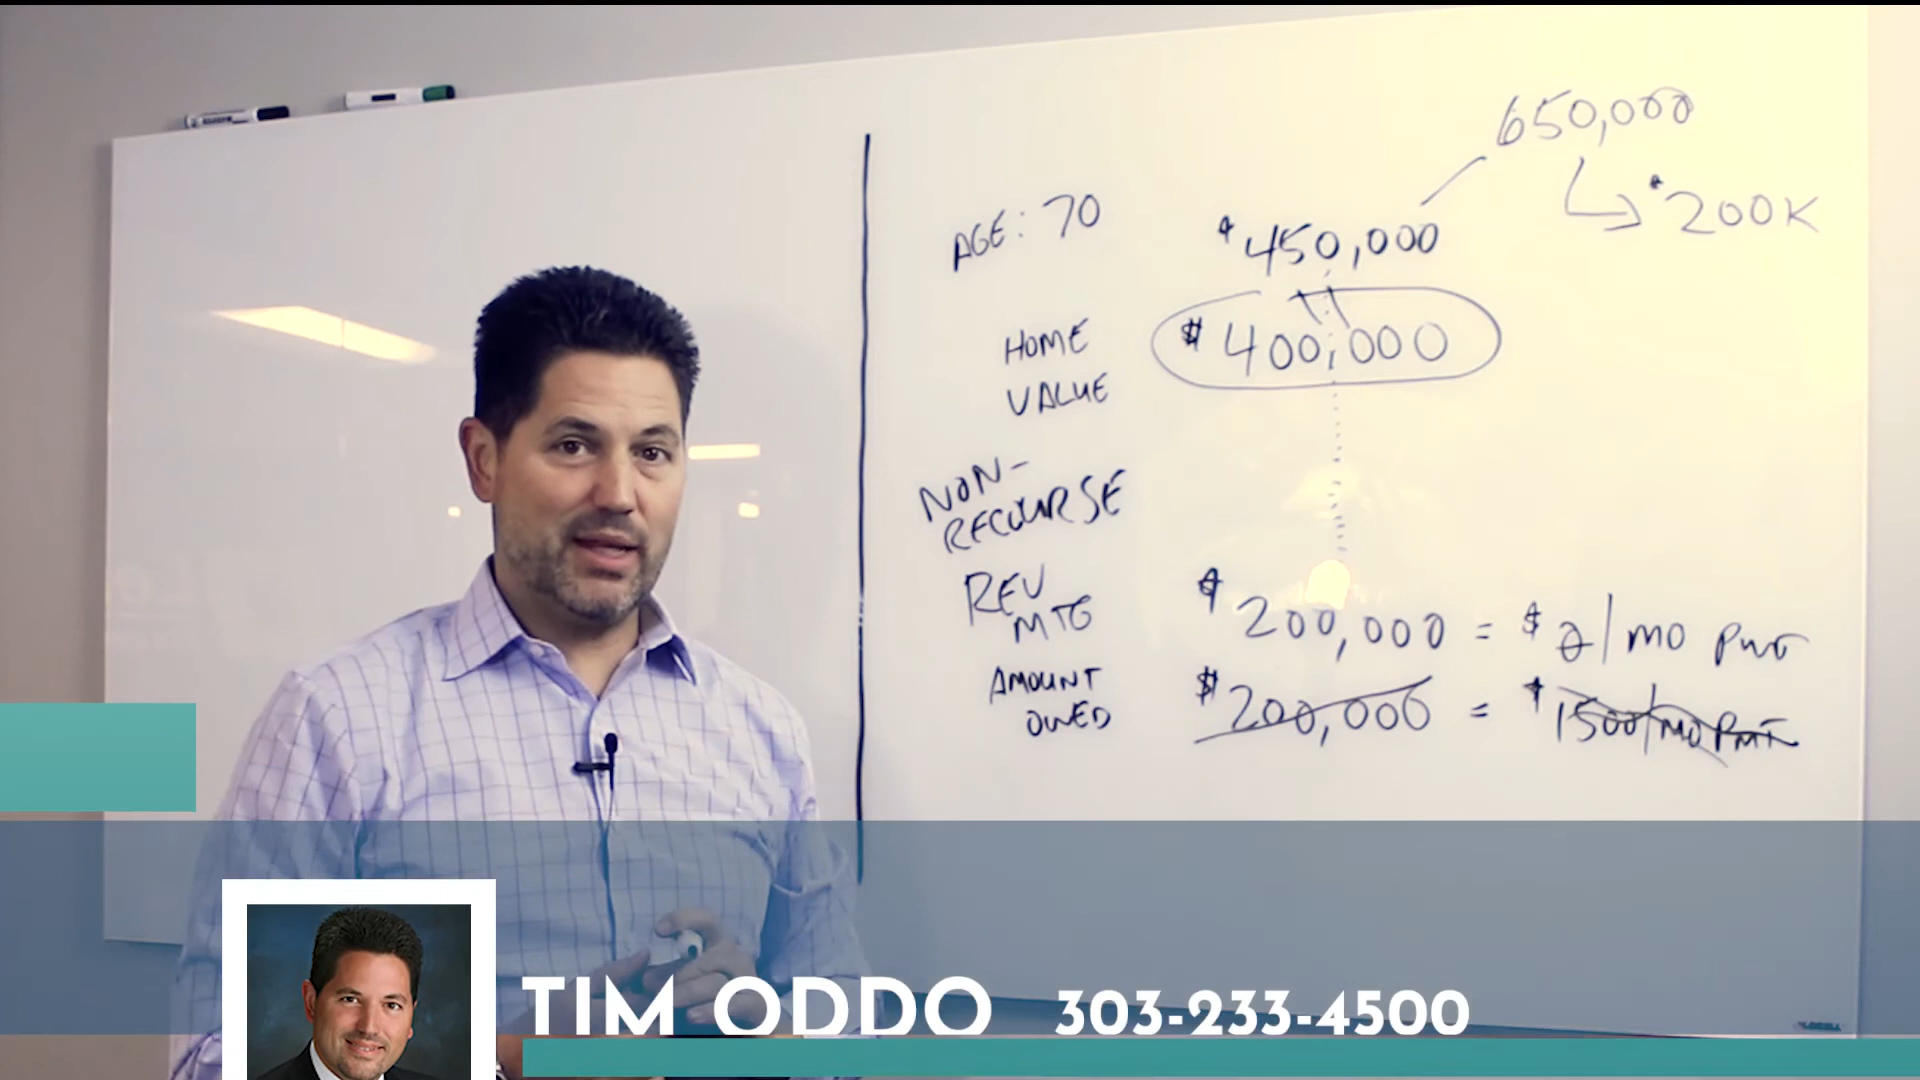 650,000
$200K
AGE: 70
$450,000
HOME
VALUE
$400,000
NON-
RECOURSE
REV
MTG
$200,000 = $0/MO PMT
AMOUNT
OWED
$200,000 = $1500/MO PMT
TIM ODDO
303-233-4500